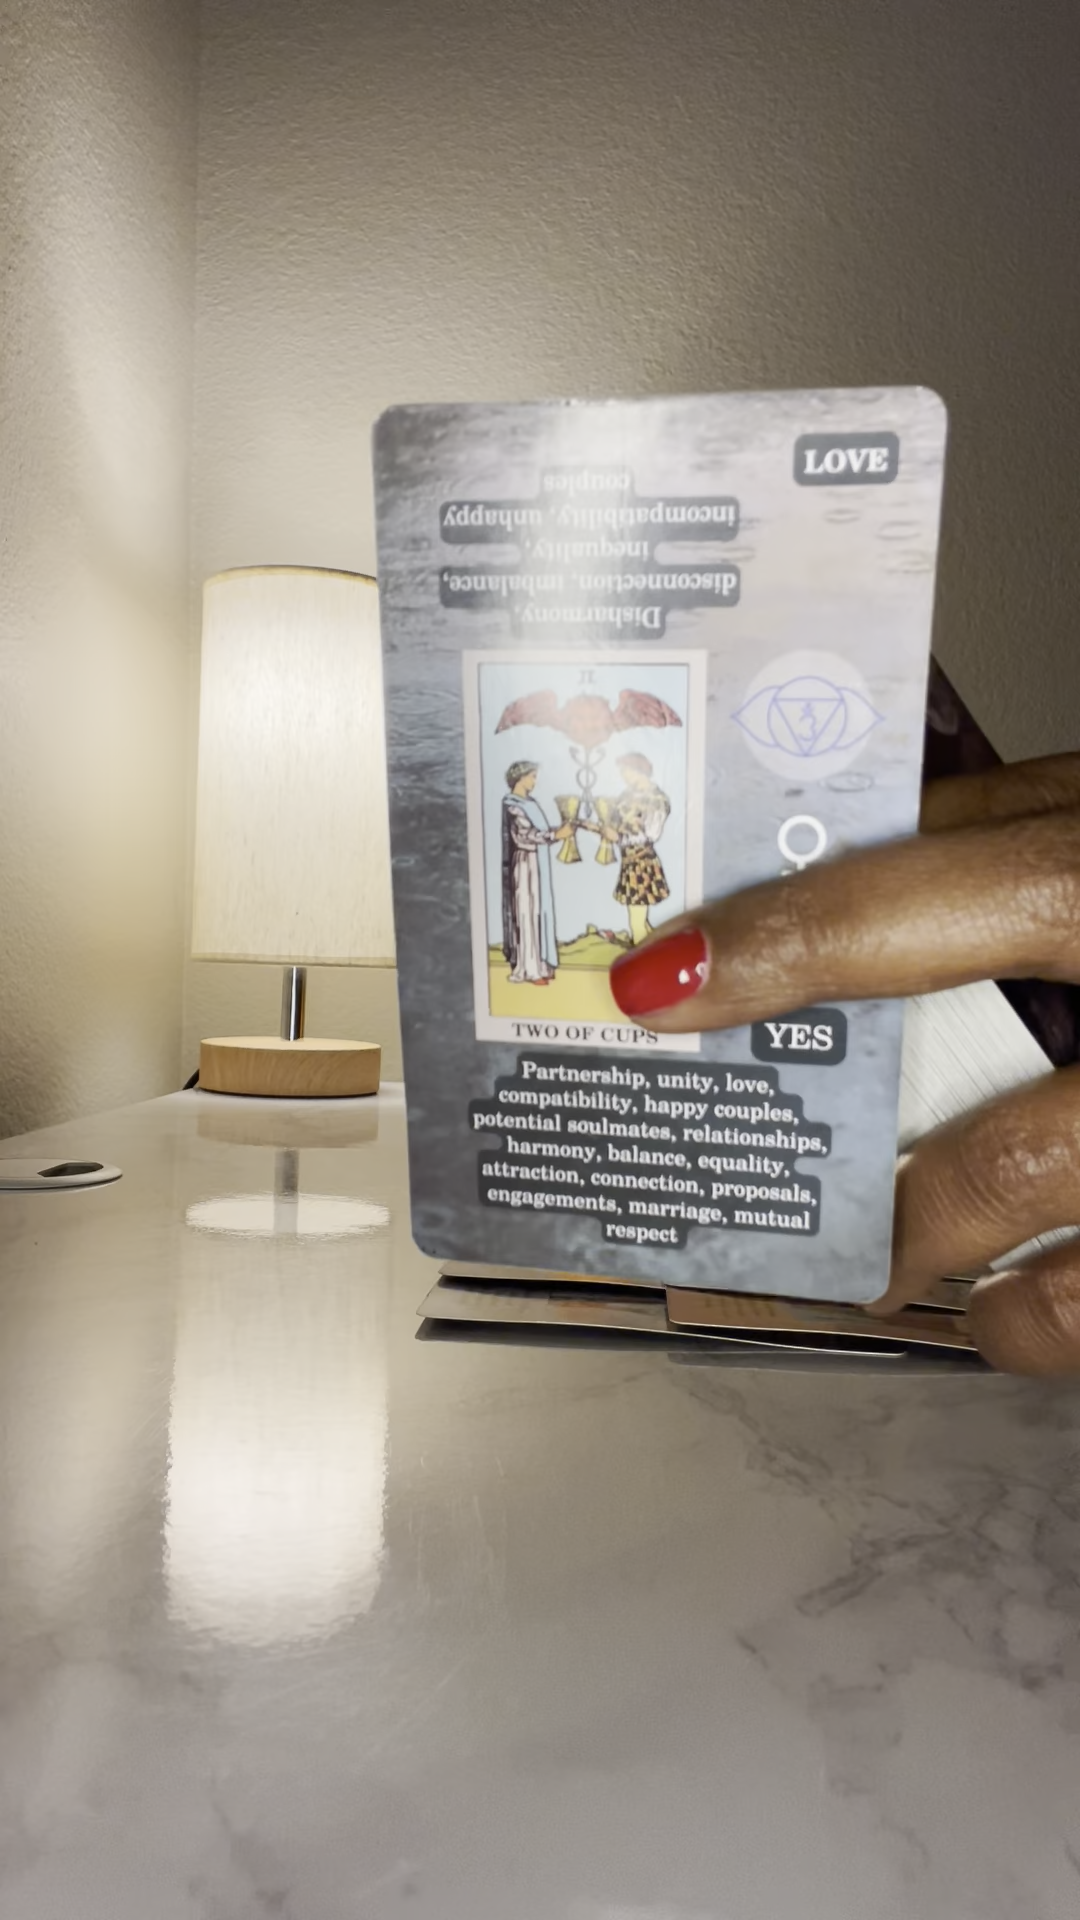 LOVE
Disharmony,
disconnection, imbalance,
inequality,
incompatibility, unhappy
couples
II
TWO OF CUPS
YES
Partnership, unity, love,
compatibility, happy couples,
potential soulmates, relationships,
harmony, balance, equality,
attraction, connection, proposals,
engagements, marriage, mutual
respect